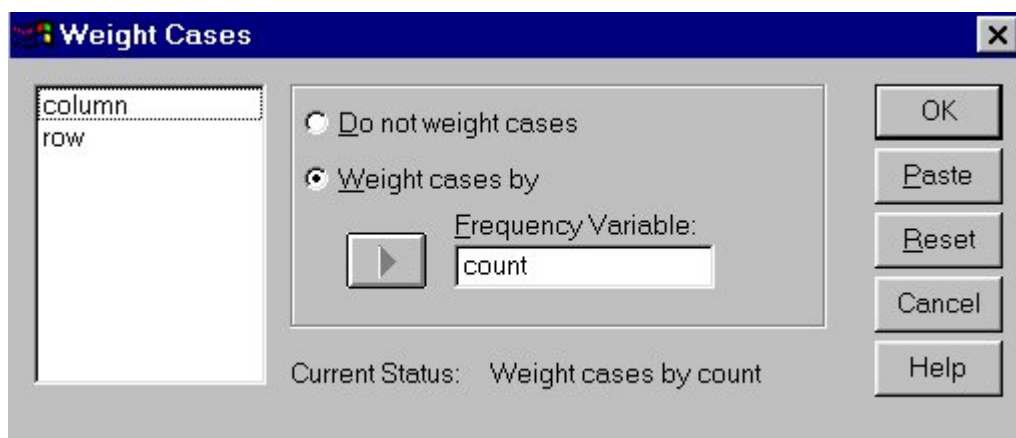 Weight Cases
column
row
Do not weight cases
Weight cases by
Frequency Variable:
count
Current Status: Weight cases by count
OK
Paste
Reset
Cancel
Help